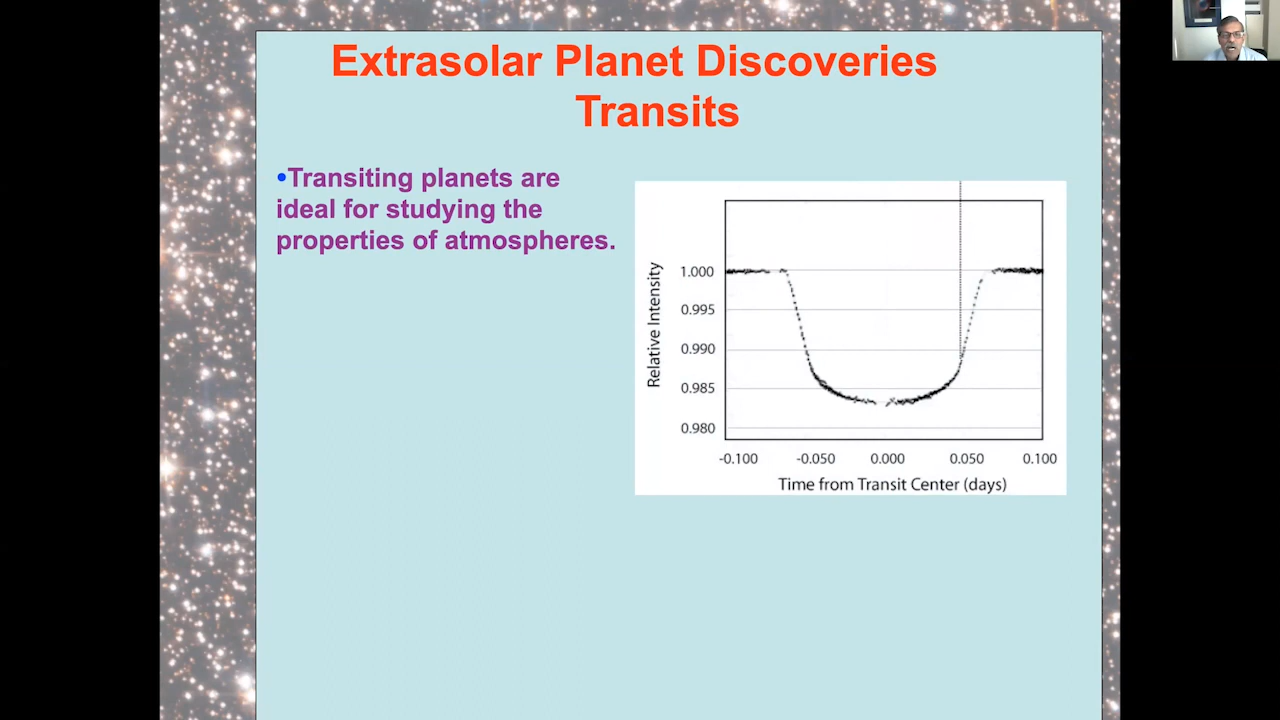 Extrasolar Planet Discoveries
Transits
•Transiting planets are
ideal for studying the
properties of atmospheres.
Relative Intensity
1.000
0.995
0.990
0.985
0.980
-0.100 -0.050 0.000 0.050 0.100
Time from Transit Center (days)